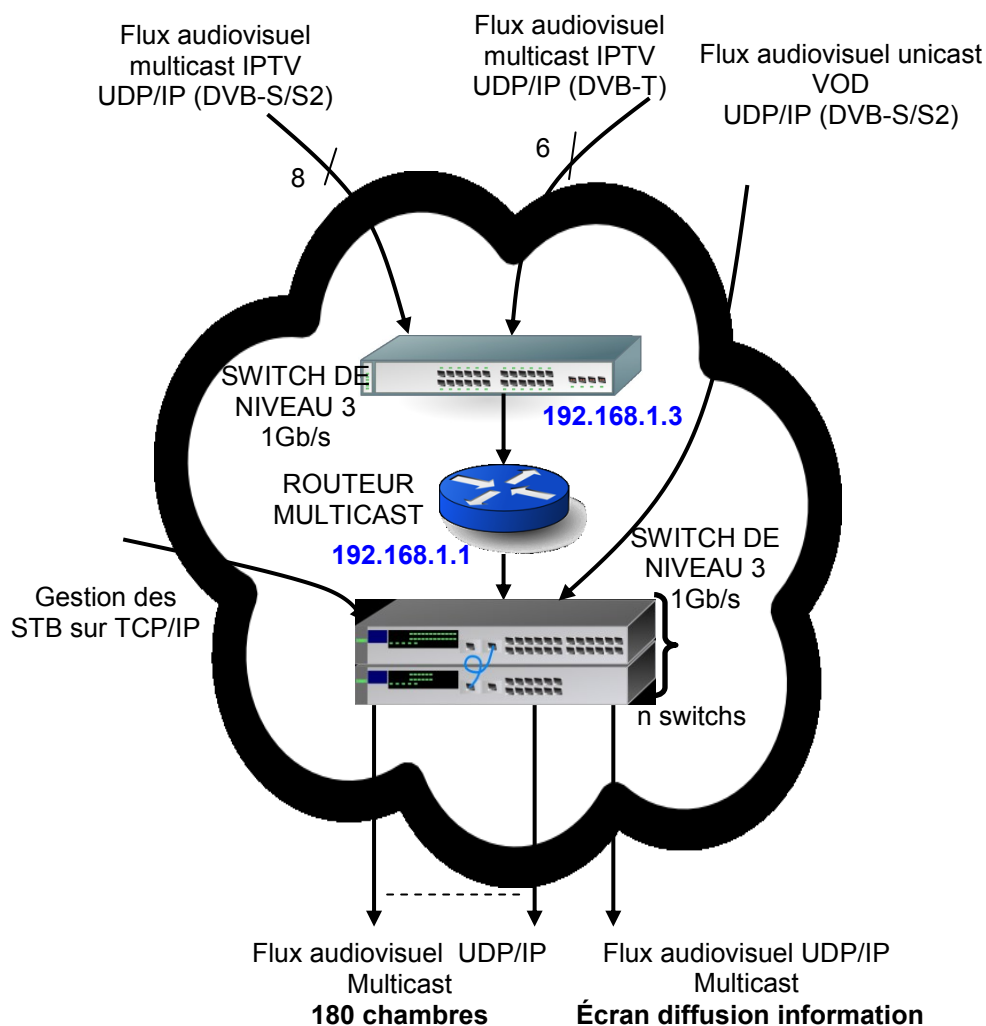 Flux audiovisuel
multicast IPTV
UDP/IP (DVB-S/S2)
Flux audiovisuel
multicast IPTV
UDP/IP (DVB-T)
Flux audiovisuel unicast
VOD
UDP/IP (DVB-S/S2)
8
6
SWITCH DE
NIVEAU 3
1Gb/s
192.168.1.3
ROUTEUR
MULTICAST
192.168.1.1
SWITCH DE
NIVEAU 3
1Gb/s
Gestion des
STB sur TCP/IP
n switchs
Flux audiovisuel UDP/IP
Multicast
180 chambres
Flux audiovisuel UDP/IP
Multicast
Écran diffusion information